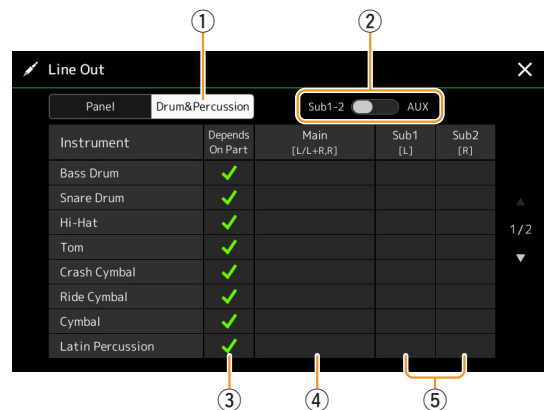 ① ②
Line Out
Panel Drum&Percussion Sub1-2 AUX
Instrument Depends On Part Main [L/L+R,R] Sub1 [L] Sub2 [R]
Bass Drum
Snare Drum
Hi-Hat
1/2
Tom
Crash Cymbal
Ride Cymbal
Cymbal
Latin Percussion
③ ④ ⑤